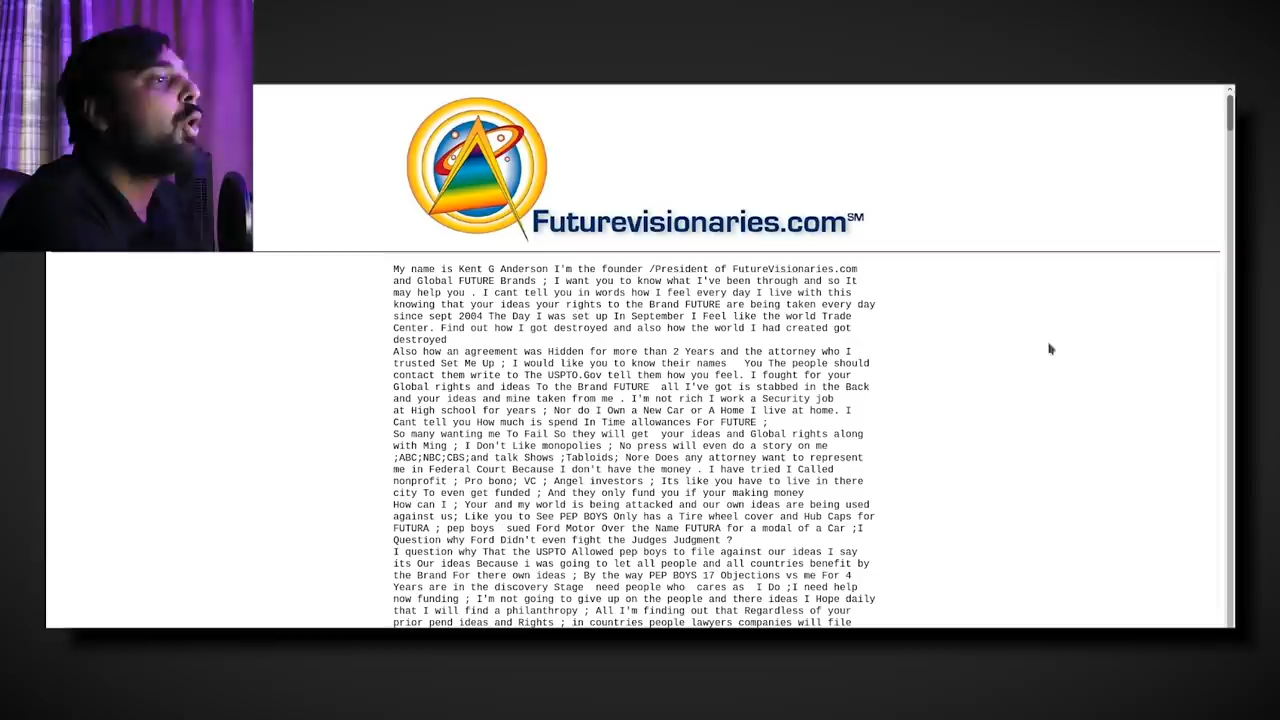 Futurevisionaries.com℠
My name is Kent G Anderson I'm the founder /President of FutureVisionaries.com
and Global FUTURE Brands ; I want you to know what I've been through and so It
may help you . I cant tell you in words how I feel every day I live with this
knowing that your ideas your rights to the Brand FUTURE are being taken every day
since sept 2004 The Day I was set up In September I Feel like the world Trade
Center. Find out how I got destroyed and also how the world I had created got
destroyed
Also how an agreement was Hidden for more than 2 Years and the attorney who I
trusted Set Me Up ; I would like you to know their names   You The people should
contact them write to The USPTO.Gov tell them how you feel. I fought for your
Global rights and ideas To the Brand FUTURE  all I've got is stabbed in the Back
and your ideas and mine taken from me . I'm not rich I work a Security job
at High school for years ; Nor do I Own a New Car or A Home I live at home. I
Cant tell you How much is spend In Time allowances For FUTURE ;
So many wanting me To Fail So they will get  your ideas and Global rights along
with Ming ; I Don't Like monopolies ; No press will even do a story on me
;ABC;NBC;CBS;and talk Shows ;Tabloids; Nore Does any attorney want to represent
me in Federal Court Because I don't have the money . I have tried I Called
nonprofit ; Pro bono; VC ; Angel investors ; Its like you have to live in there
city To even get funded ; And they only fund you if your making money
How can I ; Your and my world is being attacked and our own ideas are being used
against us; Like you to See PEP BOYS Only has a Tire wheel cover and Hub Caps for
FUTURA ; pep boys  sued Ford Motor Over the Name FUTURA for a modal of a Car ;I
Question why Ford Didn't even fight the Judges Judgment ?
I question why That the USPTO Allowed pep boys to file against our ideas I say
its Our ideas Because i was going to let all people and all countries benefit by
the Brand For there own ideas ; By the way PEP BOYS 17 Objections vs me For 4
Years are in the discovery Stage  need people who  cares as  I Do ;I need help
now funding ; I'm not going to give up on the people and there ideas I Hope daily
that I will find a philanthropy ; All I'm finding out that Regardless of your
prior pend ideas and Rights ; in countries people lawyers companies will file